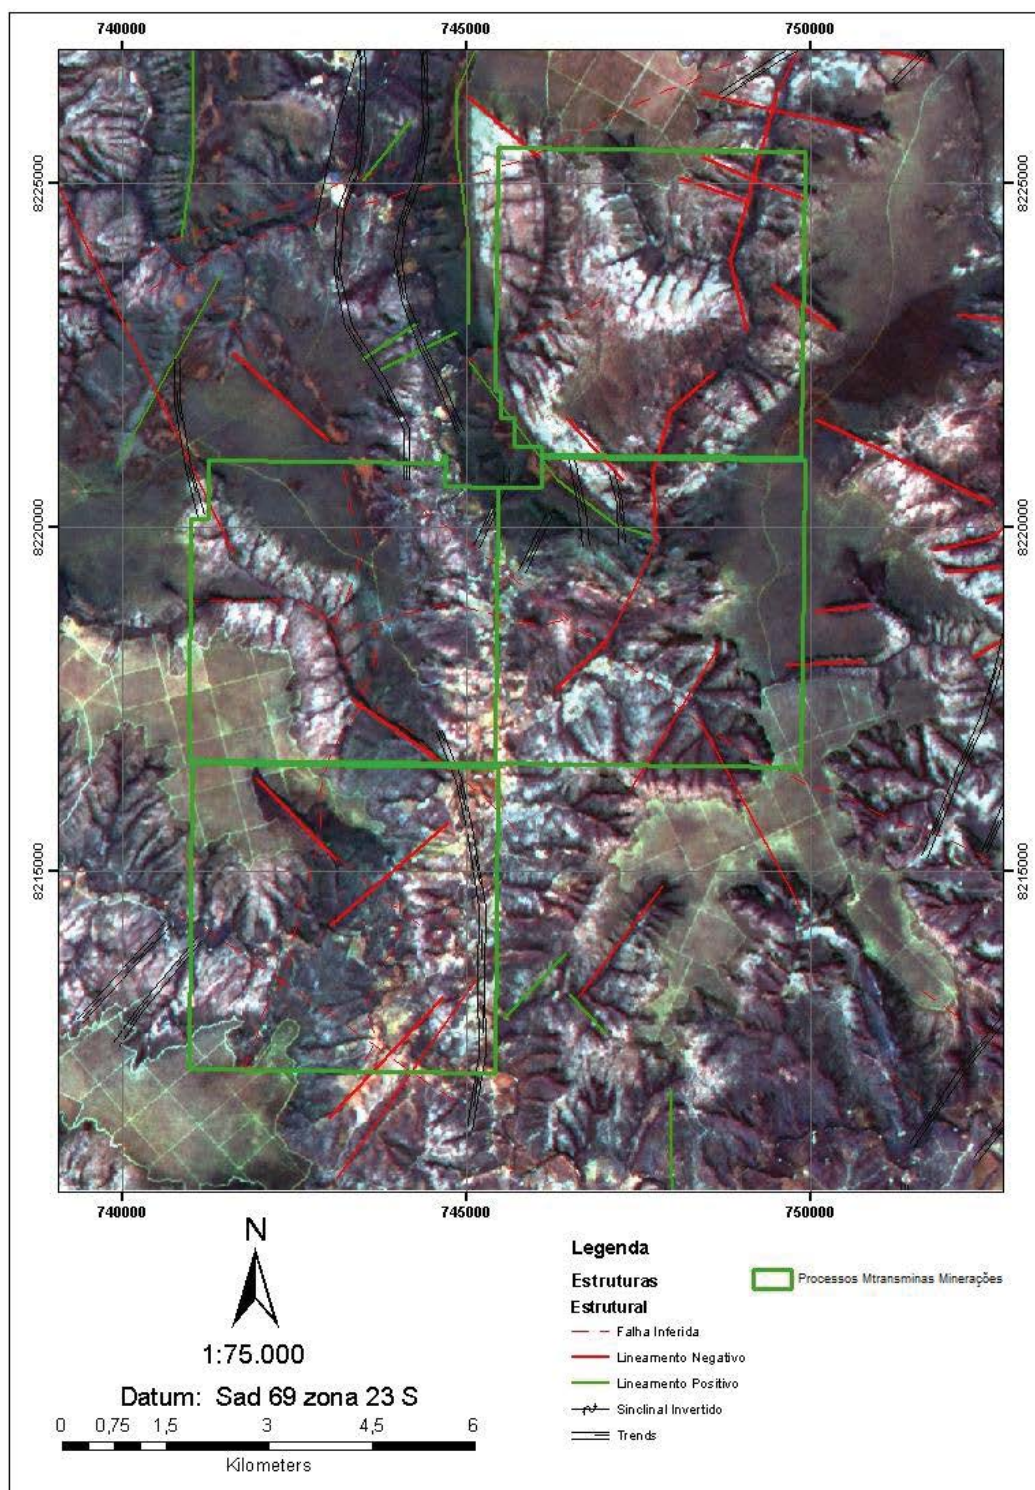 740000 745000 750000
8225000 8225000
8220000 8220000
8215000 8215000
740000 745000 750000
N
1:75.000
Datum: Sad 69 zona 23 S
0 0,75 1,5 3 4,5 6
Kilometers
Legenda
Estruturas
Estrutural
Falha Inferida
Lineamento Negativo
Lineamento Positivo
Sinclinal Invertido
Trends
Processos Mtransminas Minerações